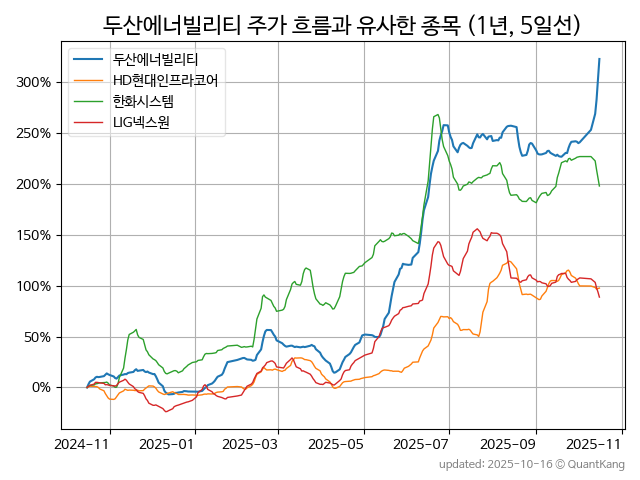 두산에너빌리티 주가 흐름과 유사한 종목 (1년, 5일선)
두산에너빌리티
HD현대인프라코어
한화시스템
LIG넥스원
300%
250%
200%
150%
100%
50%
0%
2024-11 2025-01 2025-03 2025-05 2025-07 2025-09 2025-11
updated: 2025-10-16 © QuantKang